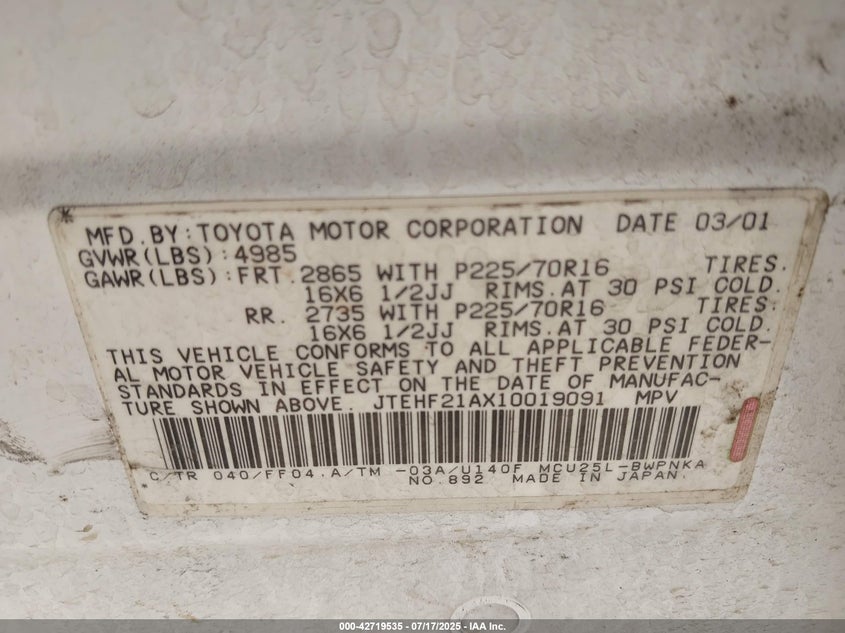 MFD.BY:TOYOTA MOTOR CORPORATION DATE 03/01
GVWR(LBS):4985
GAWR(LBS):FRT. 2865 WITH P225/70R16 TIRES.
16X6 1/2JJ RIMS.AT 30 PSI COLD.
RR. 2735 WITH P225/70R16 TIRES.
16X6 1/2JJ RIMS.AT 30 PSI COLD.
THIS VEHICLE CONFORMS TO ALL APPLICABLE FEDER-
AL MOTOR VEHICLE SAFETY AND THEFT PREVENTION
STANDARDS IN EFFECT ON THE DATE OF MANUFAC-
TURE SHOWN ABOVE. JTEHF21AX10019091 MPV
C/TR 040/FF04.A/TM -03A/U140F MCU25L-BWPNKA
NO.892 MADE IN JAPAN
000-42719535 - 07/17/2025 - IAA Inc.